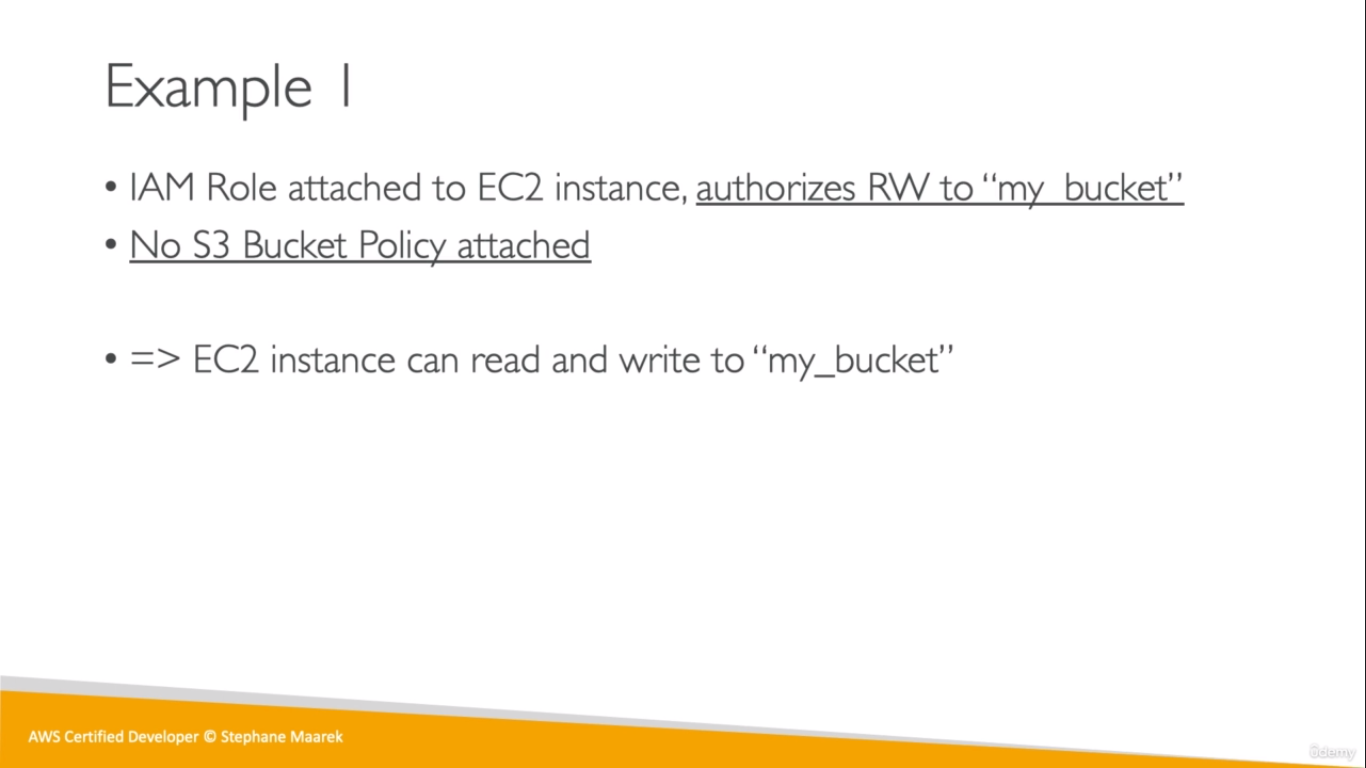 Example 1
• IAM Role attached to EC2 instance, authorizes RW to “my_bucket”
• No S3 Bucket Policy attached
• => EC2 instance can read and write to “my_bucket”
AWS Certified Developer © Stephane Maarek
ûdemy